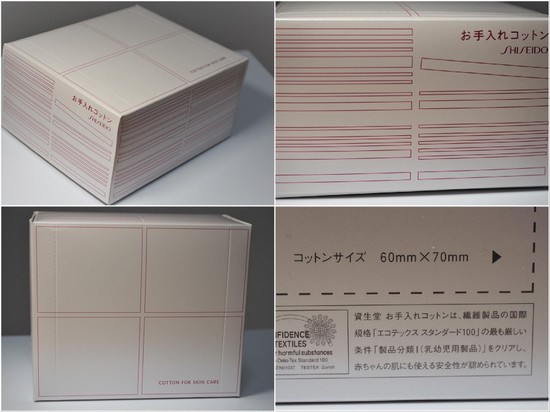 COTTON FOR SKIN CARE
お手入れコットン
SHISEIDO
お手入れコットン
SHISEIDO
COTTON FOR SKIN CARE
コットンサイズ 60mm×70mm ▶
資生堂 お手入れコットンは、繊維製品の国際
規格「エコテックス スタンダード100」の最も厳しい
条件「製品分類I(乳幼児用製品)」をクリアし、
赤ちゃんの肌にも使える安全性が認められています。
FIDENCE
TEXTILES
harmful substances
Oeko-Tex Standard 100
TESTEX Zürich